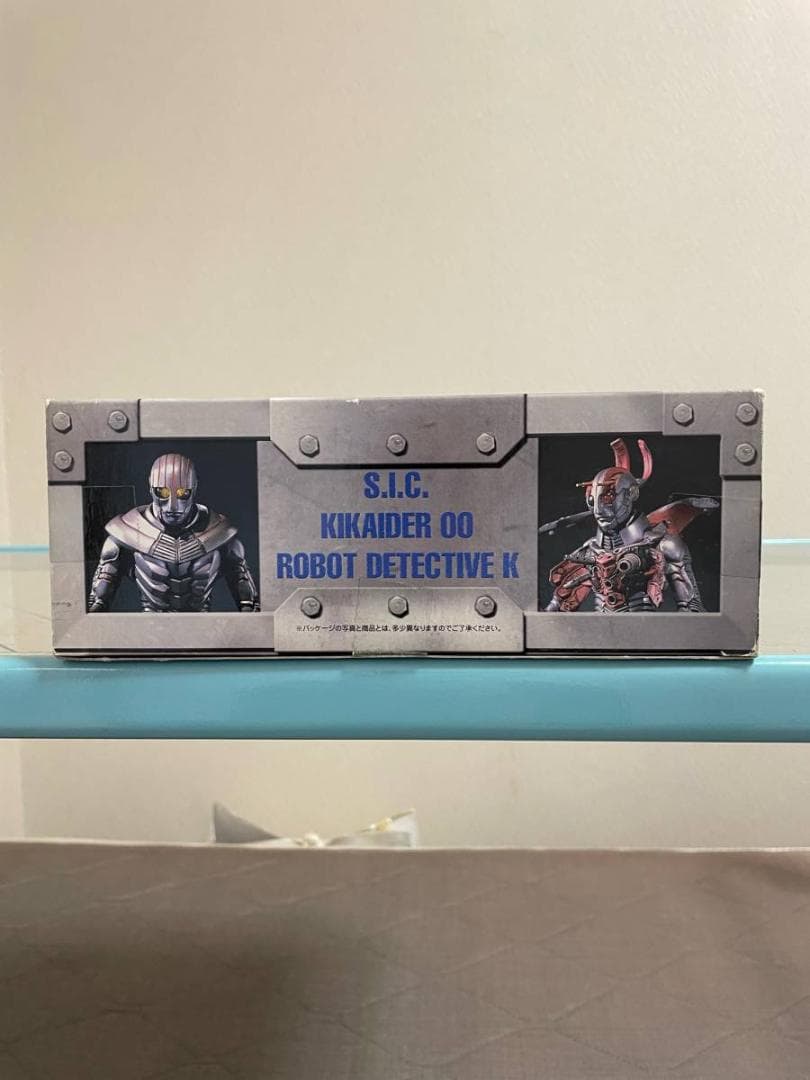 S.I.C.
KIKAIDER 00
ROBOT DETECTIVE K
※パッケージの写真と商品とは、多少異なりますのでご了承ください。